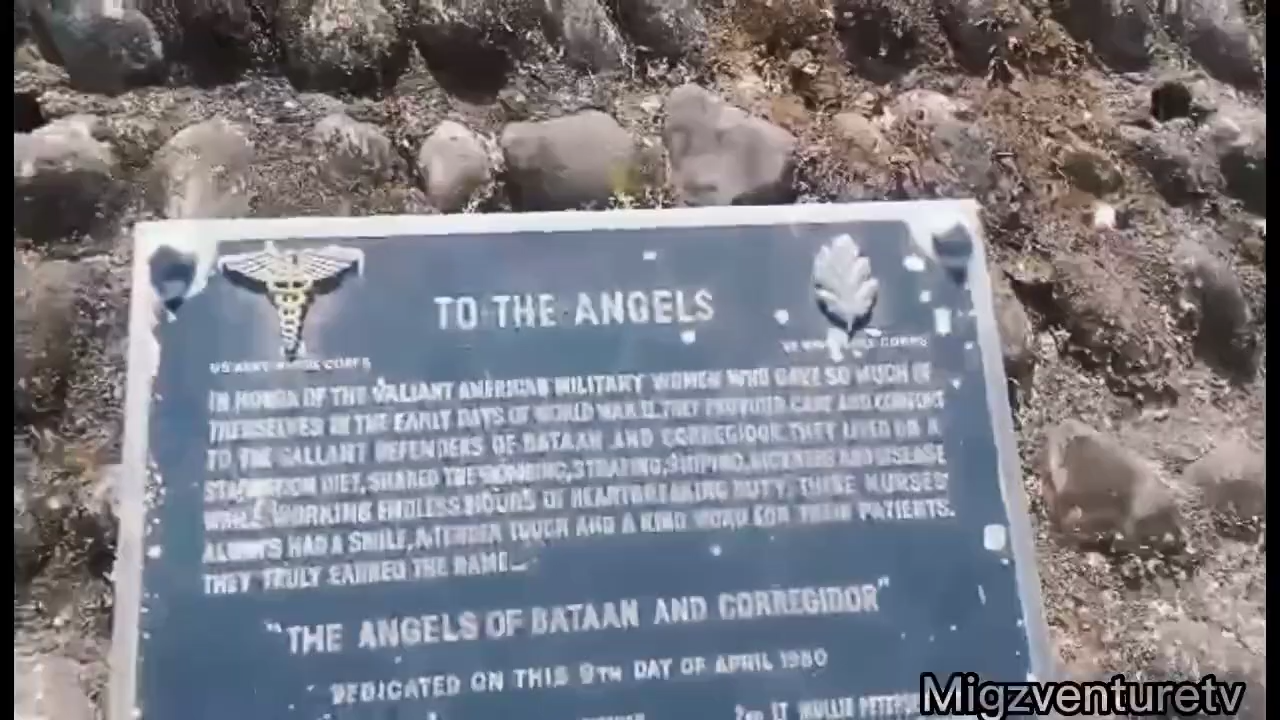 TO THE ANGELS
US ARMY NURSE CORPS
IN HONOR OF THE VALIANT AMERICAN MILITARY WOMEN WHO GAVE SO MUCH OF
THEMSELVES IN THE EARLY DAYS OF WORLD WAR II. THEY PROVIDED CARE AND COMFORT
TO THE GALLANT DEFENDERS OF BATAAN AND CORREGIDOR. THEY LIVED ON A
STARVATION DIET, SHARED THE BOMBING, STRAFING, SNIPING, SICKNESS AND DISEASE
WHILE WORKING ENDLESS HOURS OF HEARTBREAKING DUTY. THESE NURSES
ALWAYS HAD A SMILE, A TENDER TOUCH AND A KIND WORD FOR THEIR PATIENTS.
THEY TRULY EARNED THE NAME...
"THE ANGELS OF BATAAN AND CORREGIDOR"
DEDICATED ON THIS 9TH DAY OF APRIL 1980
2ND LT MOLLIE
Migzventuretv